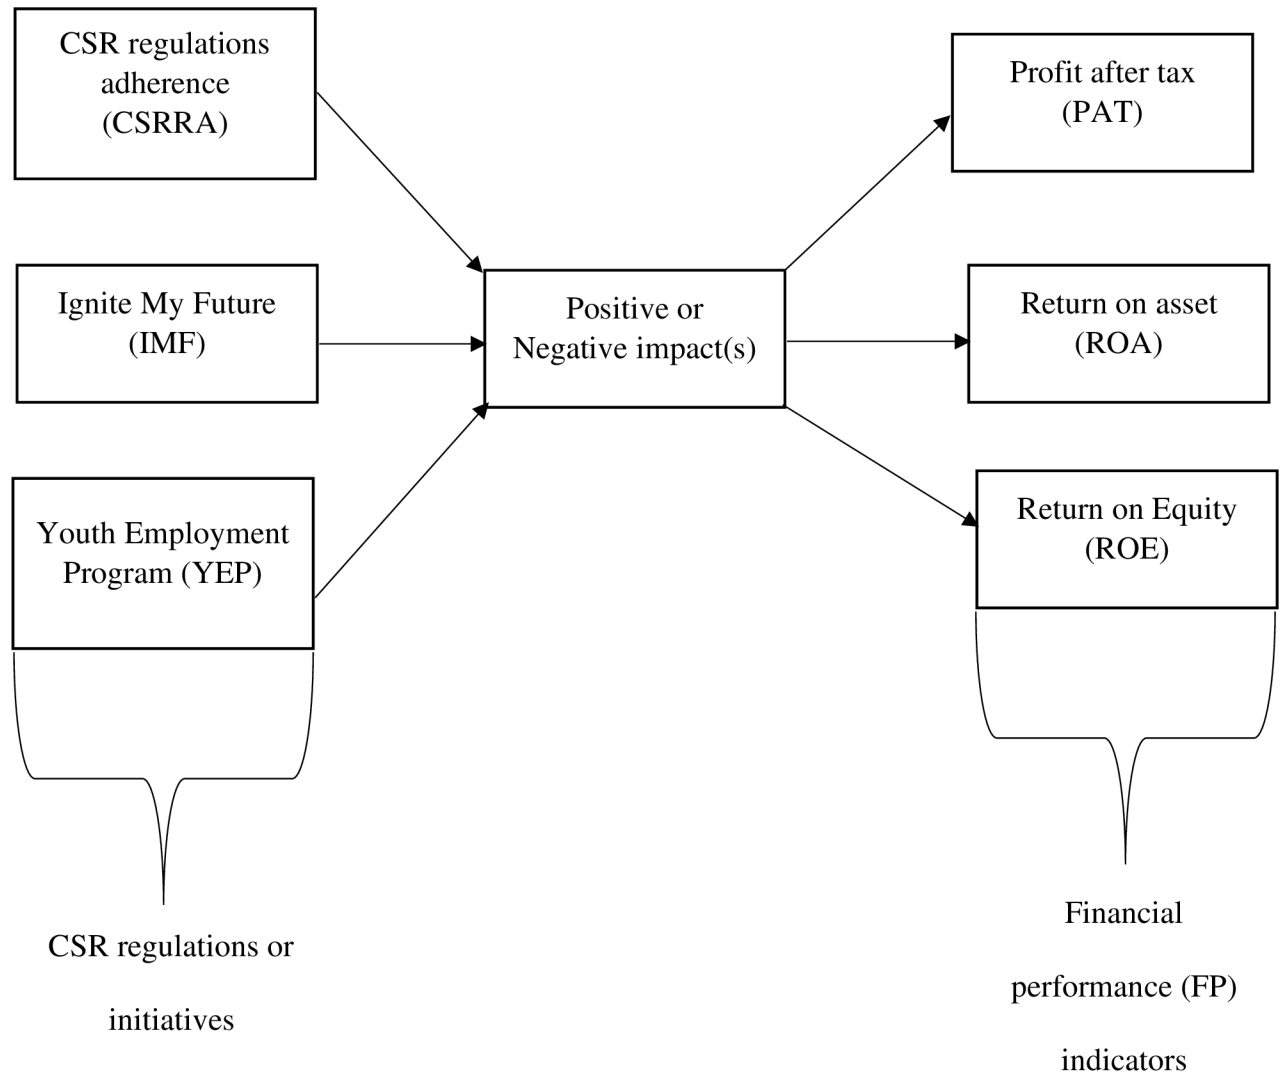 CSR regulations
adherence
(CSRRA)
Ignite My Future
(IMF)
Youth Employment
Program (YEP)
CSR regulations or
initiatives
Positive or
Negative impact(s)
Profit after tax
(PAT)
Return on asset
(ROA)
Return on Equity
(ROE)
Financial
performance (FP)
indicators